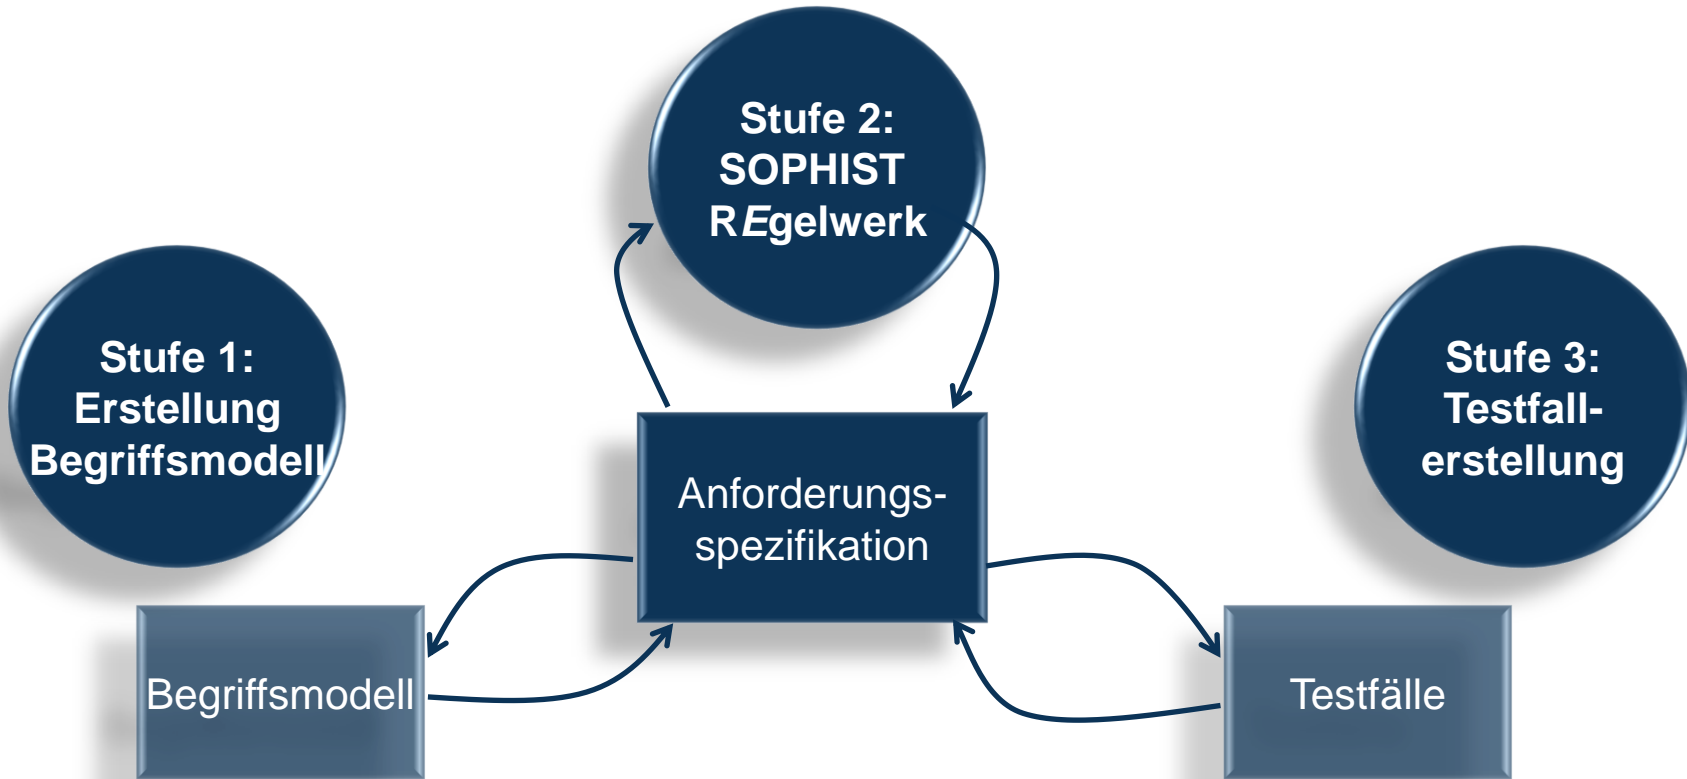 Stufe 2:
SOPHIST
REgelwerk
Stufe 1:
Erstellung
Begriffsmodell
Stufe 3:
Testfall-
erstellung
Anforderungs-
spezifikation
Begriffsmodell
Testfälle